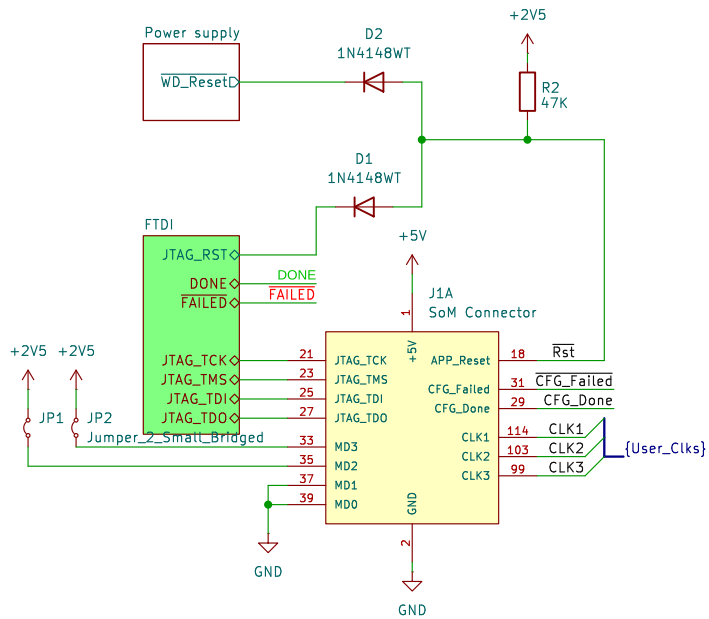 +2V5
Power supply
D2
1N4148WT
WD_Reset
R2
47K
D1
1N4148WT
FTDI
JTAG_RST
+5V
DONE
DONE
FAILED
FAILED
J1A
SoM Connector
1
+5V
+2V5
+2V5
JTAG_TCK
21
JTAG_TCK
APP_Reset
18
Rst
JTAG_TMS
23
JTAG_TMS
CFG_Failed
31
CFG_Failed
JTAG_TDI
25
JTAG_TDI
CFG_Done
29
CFG_Done
JTAG_TDO
27
JTAG_TDO
JP1
JP2
Jumper_2_Small_Bridged
CLK1
114
CLK1
33
MD3
CLK2
103
CLK2
{User_Clks}
35
MD2
CLK3
99
CLK3
37
MD1
39
MD0
GND
2
GND
GND